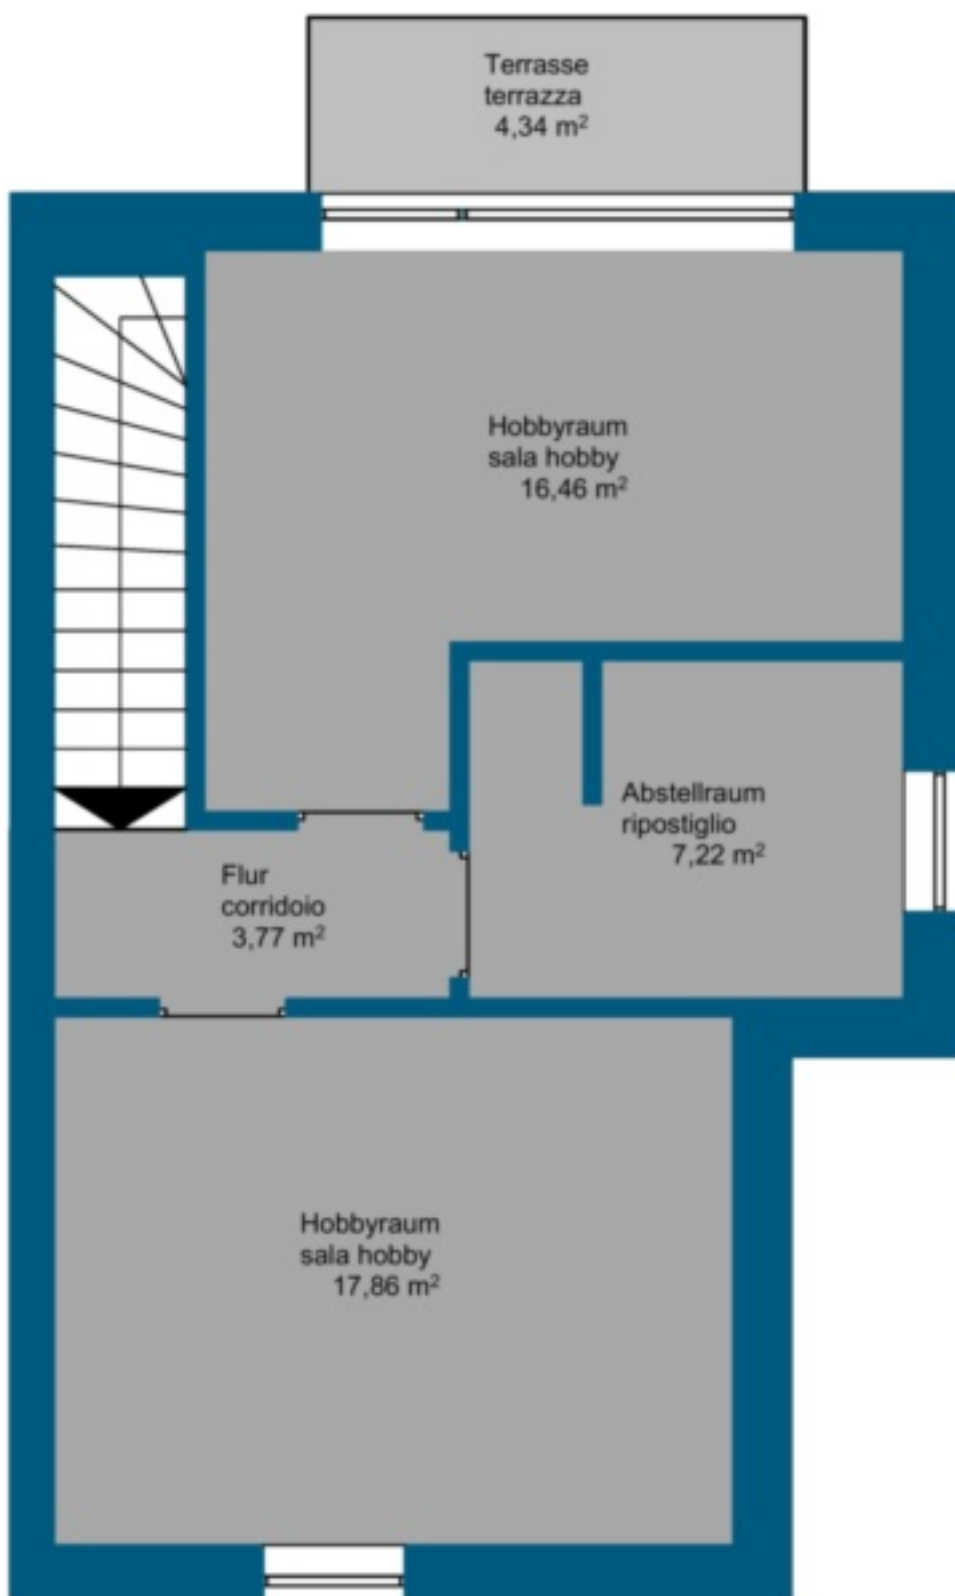 Terrasse
terrazza
4,34 m²
Hobbyraum
sala hobby
16,46 m²
Abstellraum
ripostiglio
7,22 m²
Flur
corridoio
3,77 m²
Hobbyraum
sala hobby
17,86 m²